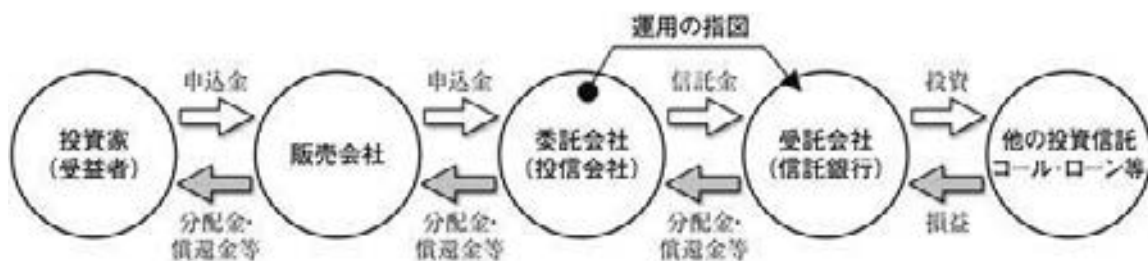 運用の指図
申込金
申込金
信託金
投資
投資家
(受益者)
販売会社
委託会社
(投信会社)
受託会社
(信託銀行)
他の投資信託
コール・ローン等
分配金・
償還金等
分配金・
償還金等
分配金・
償還金等
損益